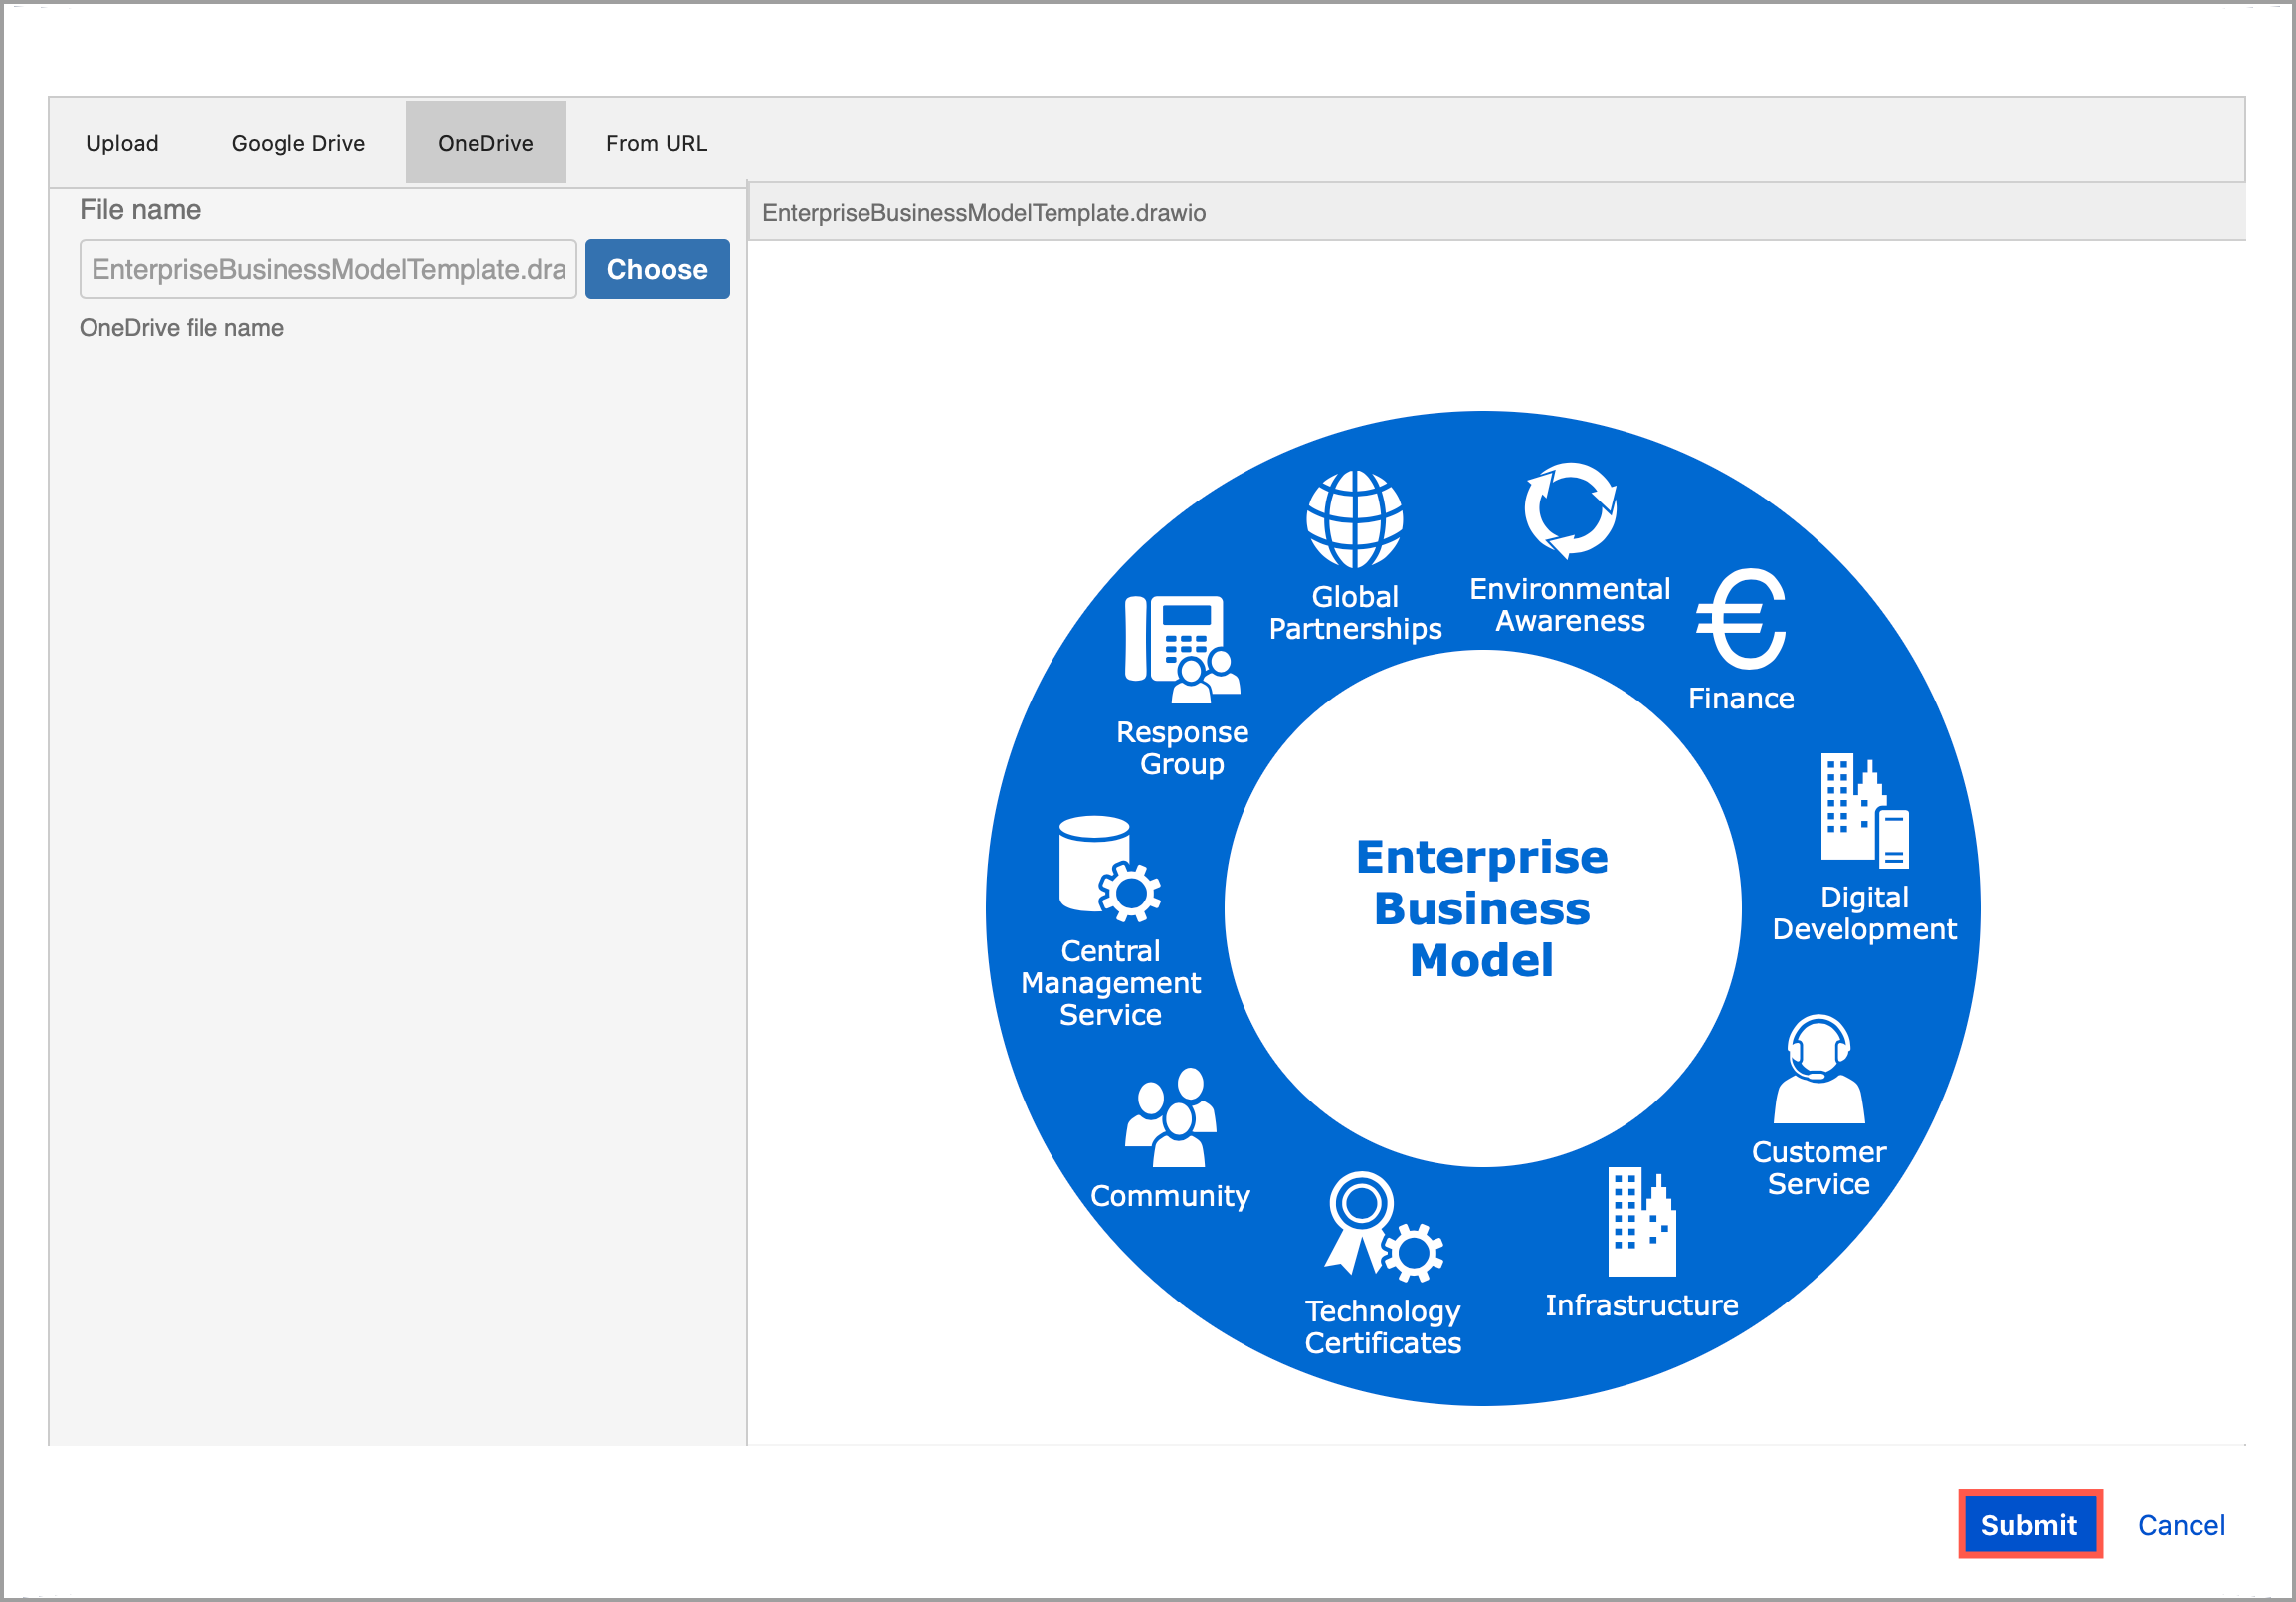 Upload
Google Drive
OneDrive
From URL
File name
EnterpriseBusinessModelTemplate.dra
Choose
OneDrive file name
EnterpriseBusinessModelTemplate.drawio
Global
Partnerships
Environmental
Awareness
Finance
Response
Group
Digital
Development
Enterprise
Business
Model
Central
Management
Service
Customer
Service
Community
Technology
Certificates
Infrastructure
Submit
Cancel